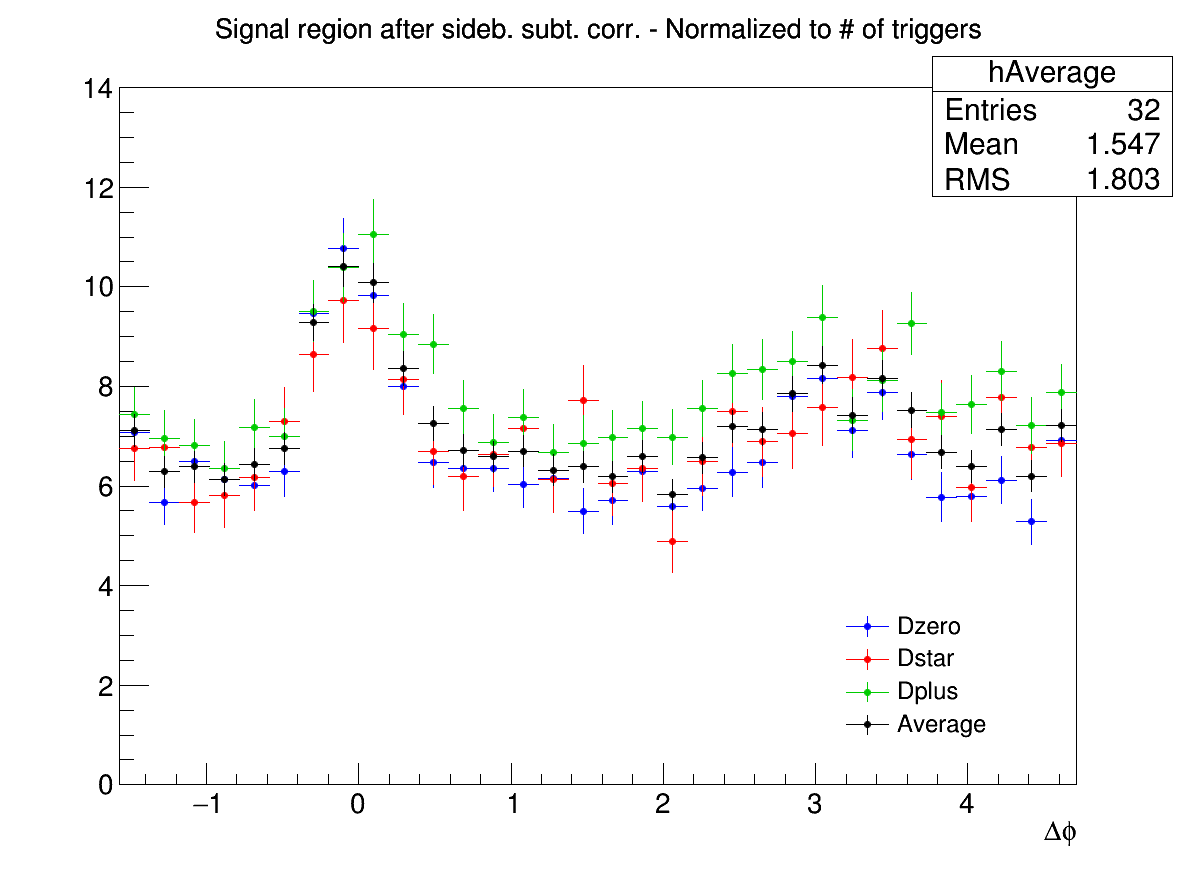 Signal region after sideb. subt. corr. - Normalized to # of triggers
hAverage
Entries 32
Mean 1.547
RMS 1.803
14
12
10
8
6
4
2
0
Dzero
Dstar
Dplus
Average
−1 0 1 2 3 4
Δϕ